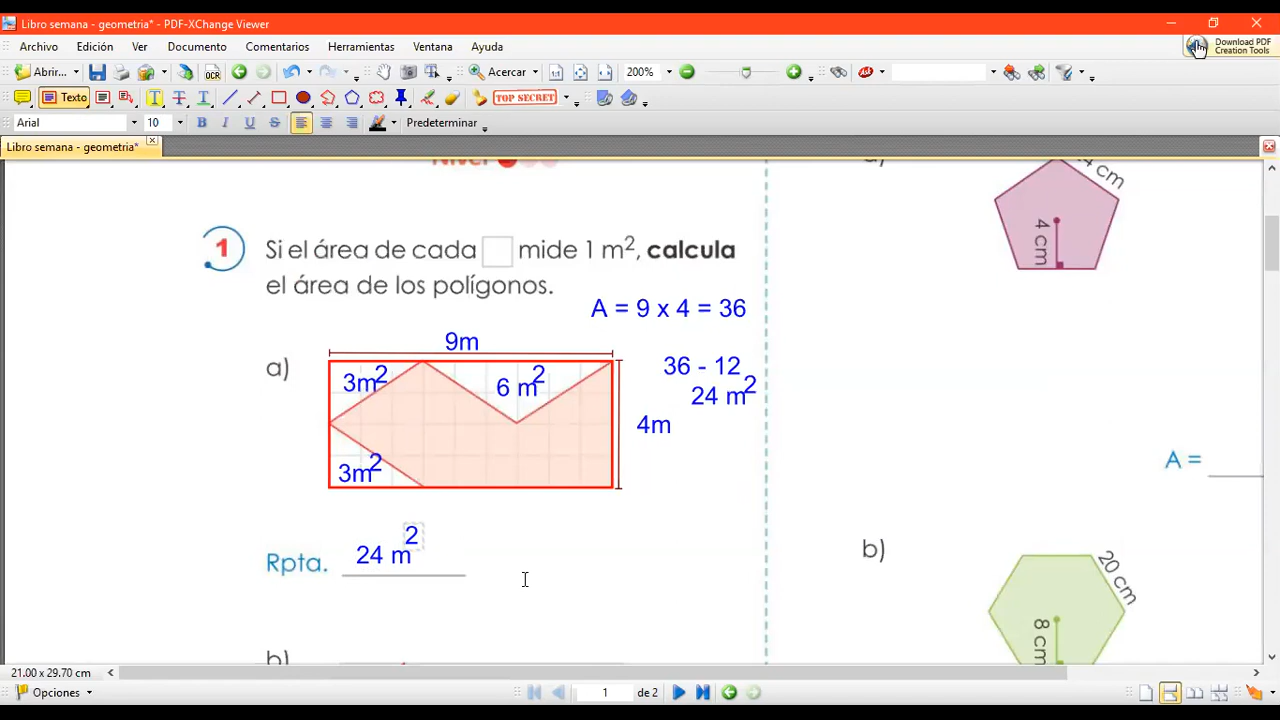 Libro semana - geometria* - PDF-XChange Viewer
Archivo Edición Ver Documento Comentarios Herramientas Ventana Ayuda
Download PDF
Creation Tools
Abrir... OCR Acercar 1:1 200%
Texto TOP SECRET
Arial 10 B I U S Predeterminar
Libro semana - geometria*
1 Si el área de cada mide 1 m², calcula
el área de los polígonos.
A = 9 x 4 = 36
a)
9m
3m²
6 m²
3m²
4m
36 - 12
24 m²
Rpta. 24 m²
b)
4 cm
4 cm
A =
b)
20 cm
8 cm
21.00 x 29.70 cm
Opciones 1 de 2